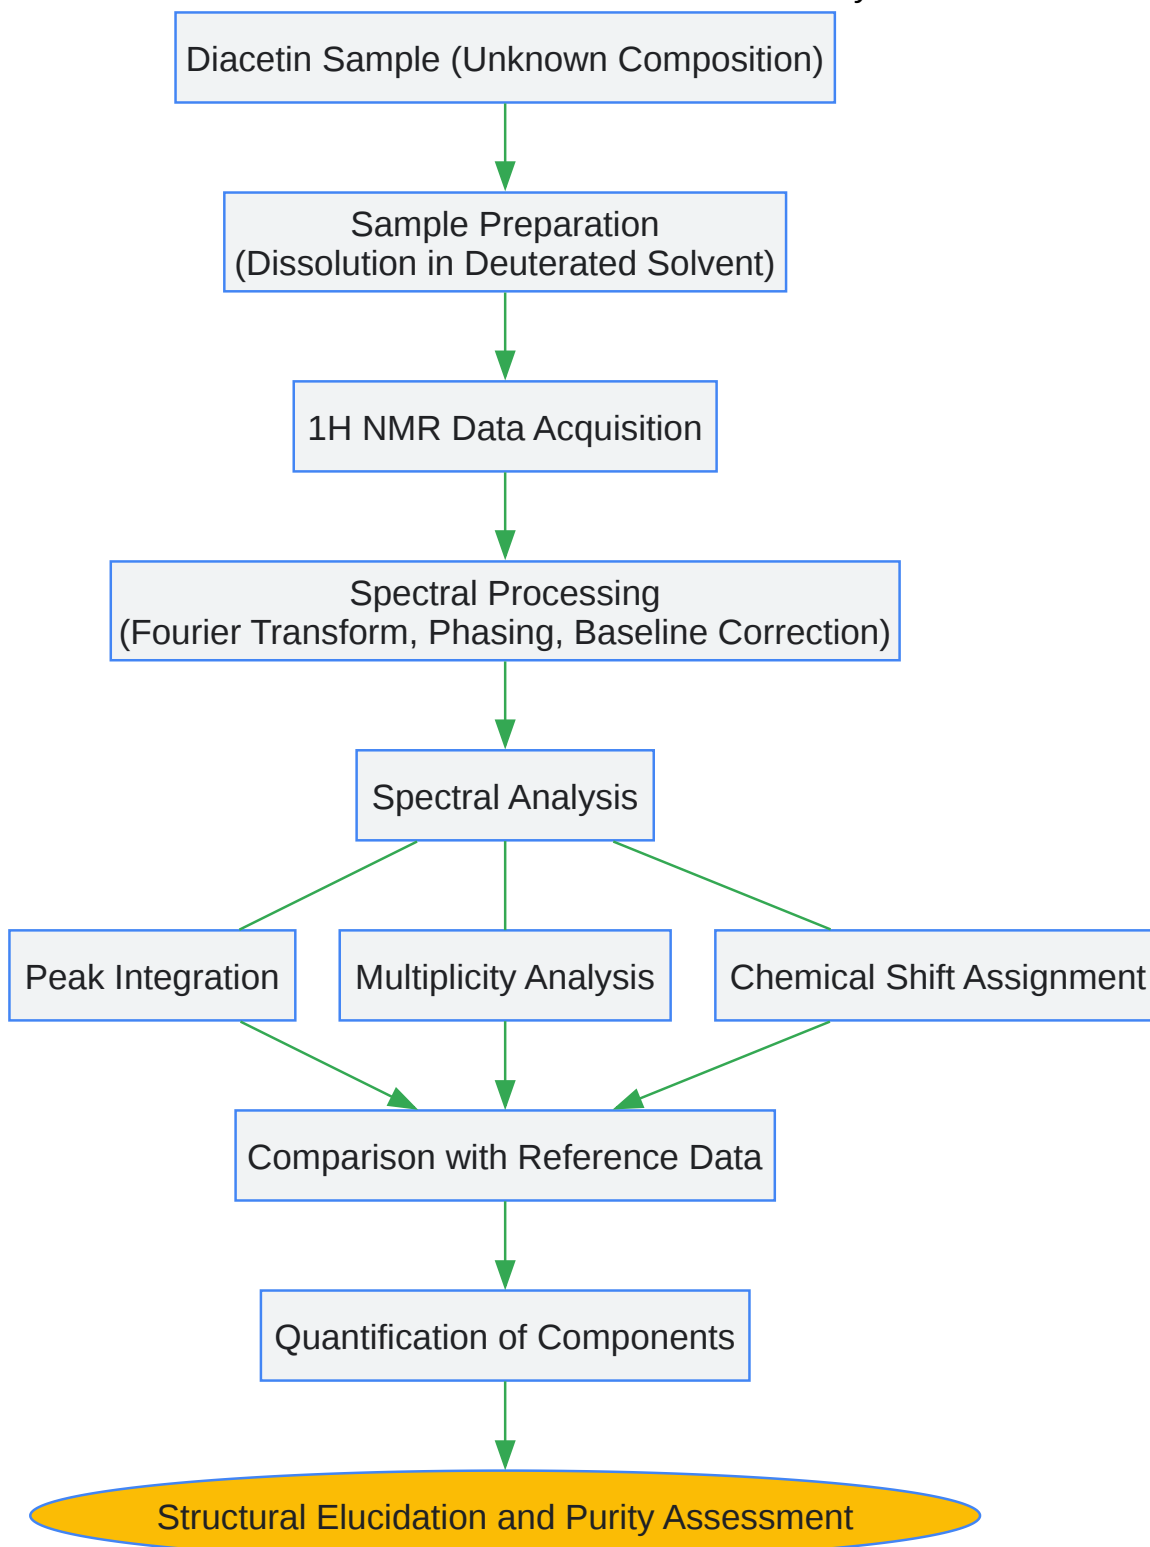 Diacetin Sample (Unknown Composition)
Sample Preparation
(Dissolution in Deuterated Solvent)
1H NMR Data Acquisition
Spectral Processing
(Fourier Transform, Phasing, Baseline Correction)
Spectral Analysis
Peak Integration
Multiplicity Analysis
Chemical Shift Assignment
Comparison with Reference Data
Quantification of Components
Structural Elucidation and Purity Assessment